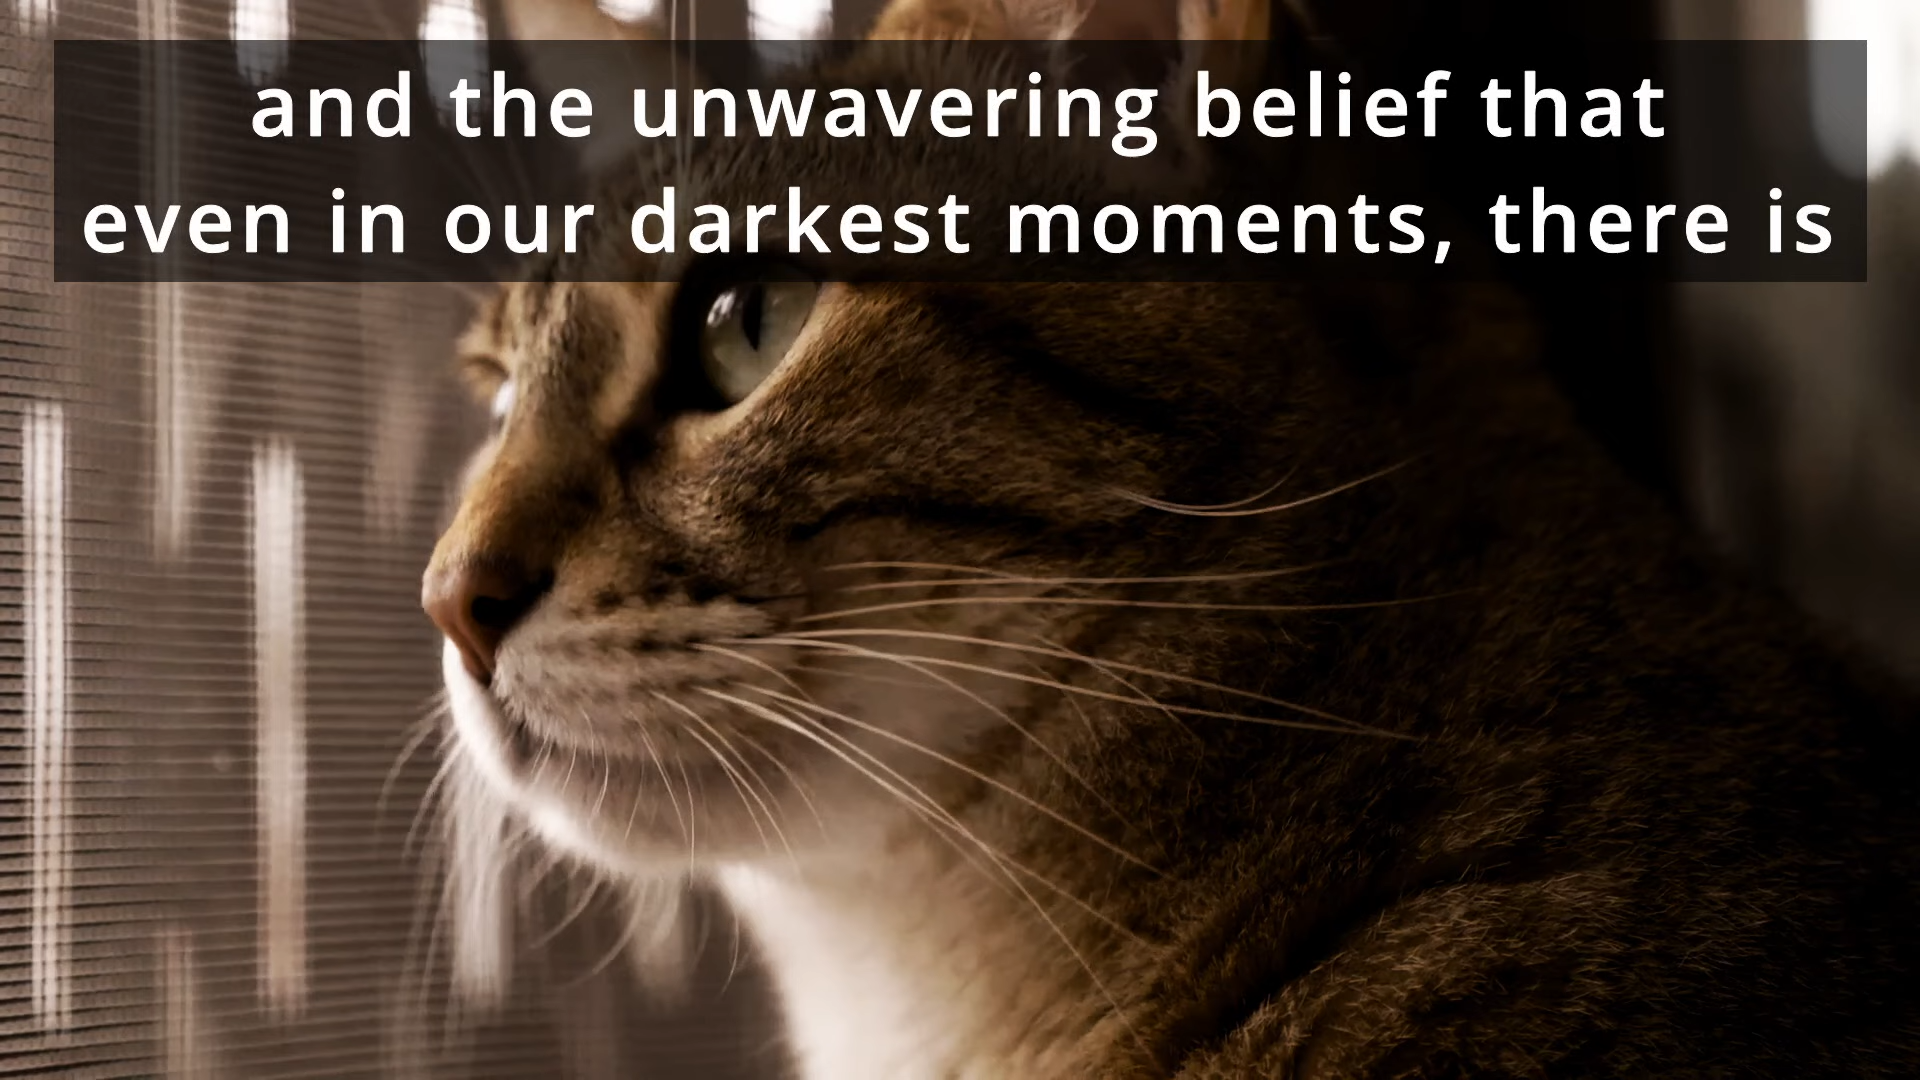 and the unwavering belief that
even in our darkest moments, there is